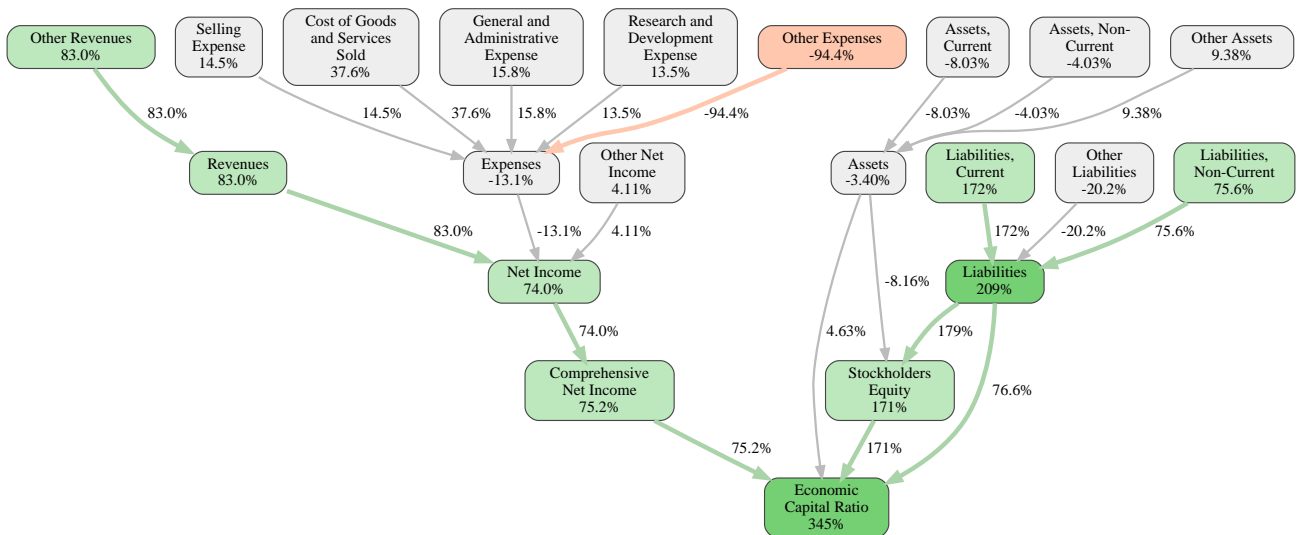 Other Revenues
83.0%
Selling
Expense
14.5%
Cost of Goods
and Services
Sold
37.6%
General and
Administrative
Expense
15.8%
Research and
Development
Expense
13.5%
Other Expenses
-94.4%
Assets,
Current
-8.03%
Assets, Non-
Current
-4.03%
Other Assets
9.38%
83.0%
14.5%
37.6%
15.8%
13.5%
-94.4%
-8.03%
-4.03%
9.38%
Revenues
83.0%
Expenses
-13.1%
Other Net
Income
4.11%
Assets
-3.40%
Liabilities,
Current
172%
Other
Liabilities
-20.2%
Liabilities,
Non-Current
75.6%
83.0%
-13.1%
4.11%
172%
-20.2%
75.6%
Net Income
74.0%
-8.16%
Liabilities
209%
74.0%
4.63%
179%
76.6%
Comprehensive
Net Income
75.2%
Stockholders
Equity
171%
75.2%
171%
Economic
Capital Ratio
345%